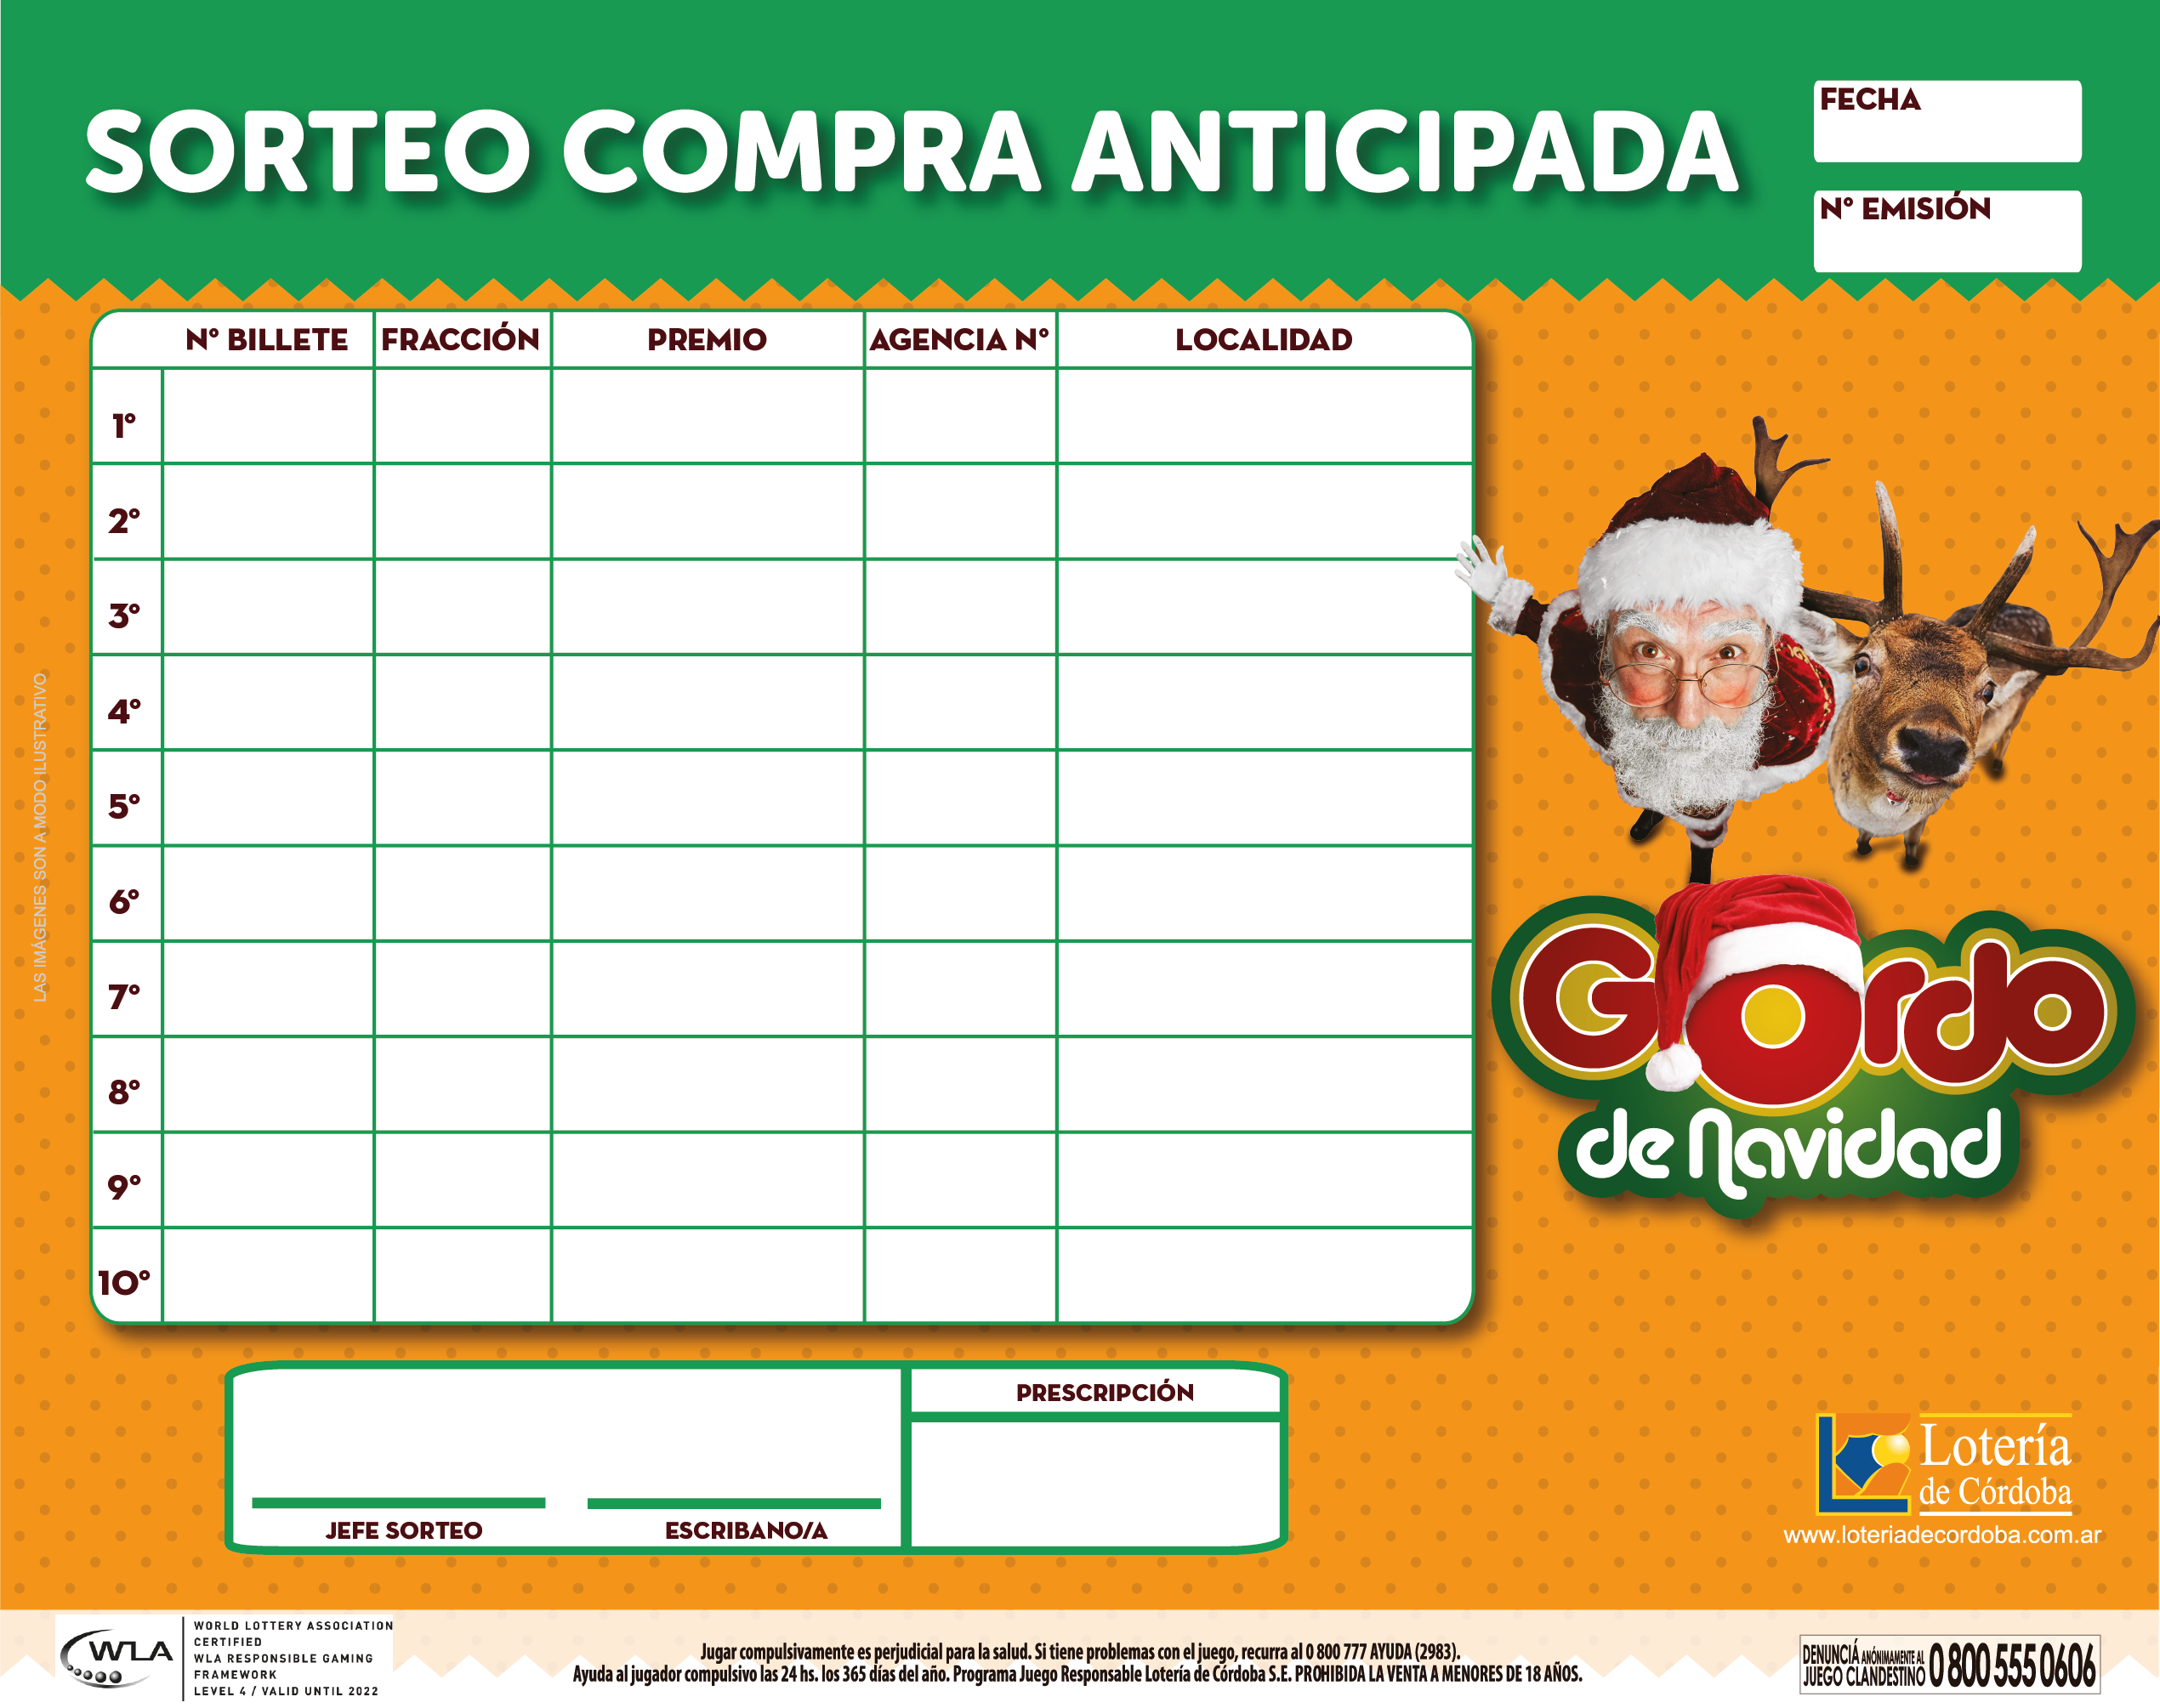 SORTEO COMPRA ANTICIPADA
FECHA
N° EMISIÓN
N° BILLETE FRACCIÓN PREMIO AGENCIA N° LOCALIDAD
1°
2°
3°
4°
5°
6°
7°
8°
9°
10°
LAS IMÁGENES SON A MODO ILUSTRATIVO.
Gordo
de Navidad
JEFE SORTEO
ESCRIBANO/A
PRESCRIPCIÓN
Lotería
de Córdoba
www.loteriadecordoba.com.ar
WLA
WORLD LOTTERY ASSOCIATION
CERTIFIED
WLA RESPONSIBLE GAMING
FRAMEWORK
LEVEL 4 / VALID UNTIL 2022
Jugar compulsivamente es perjudicial para la salud. Si tiene problemas con el juego, recurra al 0 800 777 AYUDA (2983).
Ayuda al jugador compulsivo las 24 hs. los 365 días del año. Programa Juego Responsable Lotería de Córdoba S.E. PROHIBIDA LA VENTA A MENORES DE 18 AÑOS.
DENUNCIÁ ANÓNIMAMENTE AL
JUEGO CLANDESTINO
0 800 555 0606